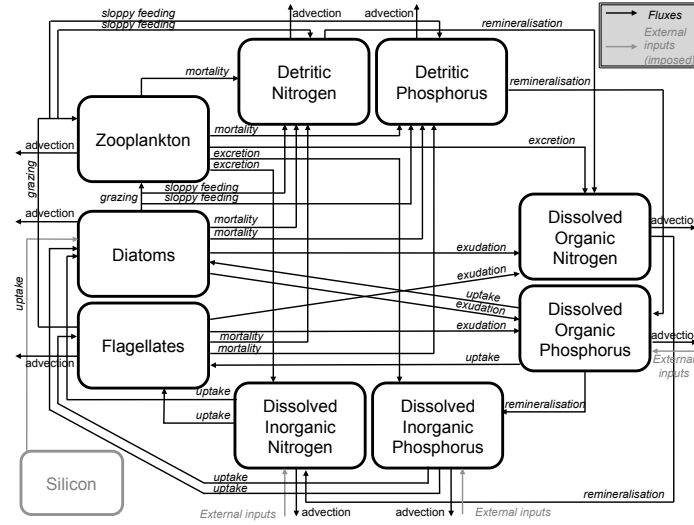 advection
advection
Fluxes
External
inputs
(imposed)
sloppy feeding
sloppy feeding
remineralisation
Detritic
Nitrogen
Detritic
Phosphorus
mortality
remineralisation
Zooplankton
mortality
excretion
excretion
excretion
advection
grazing
sloppy feeding
grazing
sloppy feeding
advection
mortality
mortality
Diatoms
exudation
Dissolved
Organic
Nitrogen
advection
exudation
uptake
exudation
uptake
Flagellates
exudation
mortality
mortality
Dissolved
Organic
Phosphorus
advection
External
inputs
advection
uptake
uptake
uptake
Dissolved
Inorganic
Nitrogen
Dissolved
Inorganic
Phosphorus
remineralisation
Silicon
uptake
uptake
remineralisation
External inputs
advection
advection
External inputs